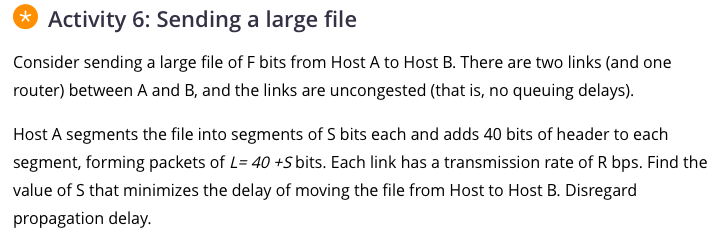 * Activity 6: Sending a large file
Consider sending a large file of F bits from Host A to Host B. There are two links (and one
router) between A and B, and the links are uncongested (that is, no queuing delays).
Host A segments the file into segments of S bits each and adds 40 bits of header to each
segment, forming packets of L= 40 +S bits. Each link has a transmission rate of R bps. Find the
value of S that minimizes the delay of moving the file from Host to Host B. Disregard
propagation delay.